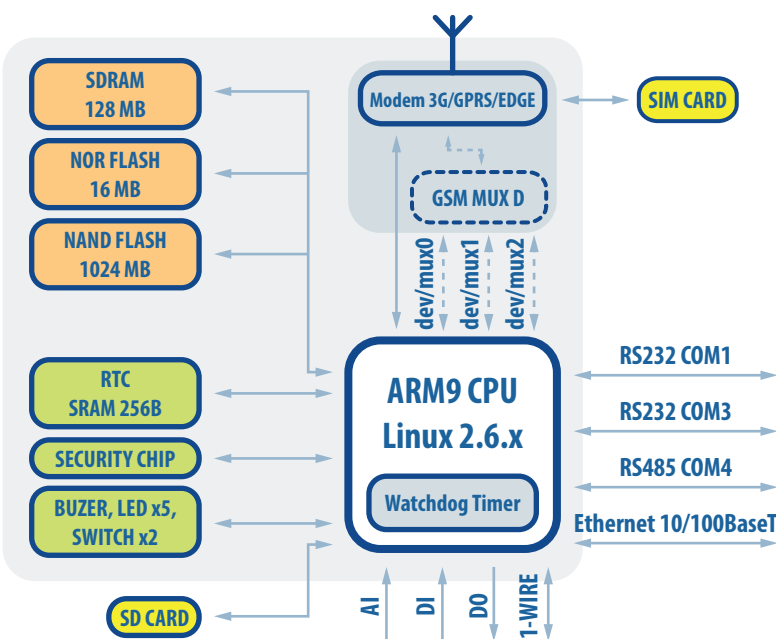 SDRAM
128 MB
NOR FLASH
16 MB
NAND FLASH
1024 MB
RTC
SRAM 256B
SECURITY CHIP
BUZER, LED x5,
SWITCH x2
SD CARD
Modem 3G/GPRS/EDGE
SIM CARD
GSM MUX D
dev/mux0
dev/mux1
dev/mux2
ARM9 CPU
Linux 2.6.x
Watchdog Timer
RS232 COM1
RS232 COM3
RS485 COM4
Ethernet 10/100BaseT
AI
DI
DO
1-WIRE